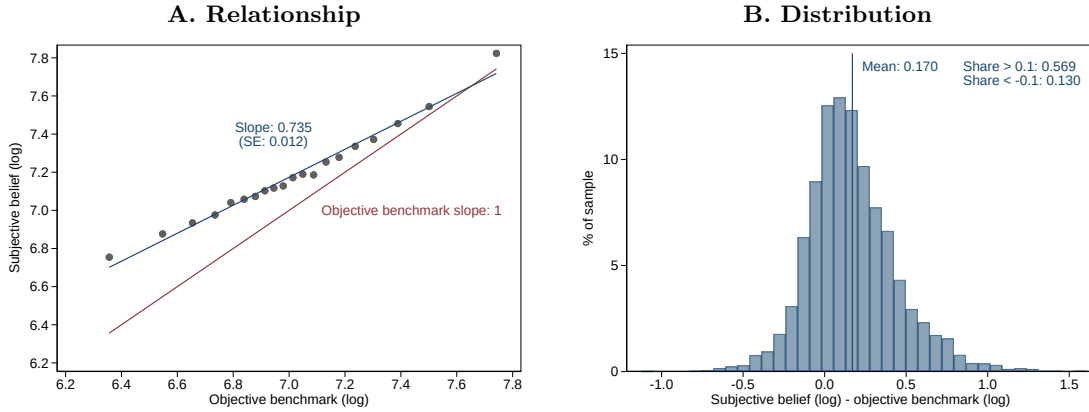 A. Relationship
7.8
7.6
7.4
7.2
7.0
6.8
6.6
6.4
6.2
Subjective belief (log)
Slope: 0.735
(SE: 0.012)
Objective benchmark slope: 1
6.2 6.4 6.6 6.8 7.0 7.2 7.4 7.6 7.8
Objective benchmark (log)
B. Distribution
15
10
5
0
% of sample
Mean: 0.170
Share > 0.1: 0.569
Share < -0.1: 0.130
-1.0 -0.5 0.0 0.5 1.0 1.5
Subjective belief (log) - objective benchmark (log)